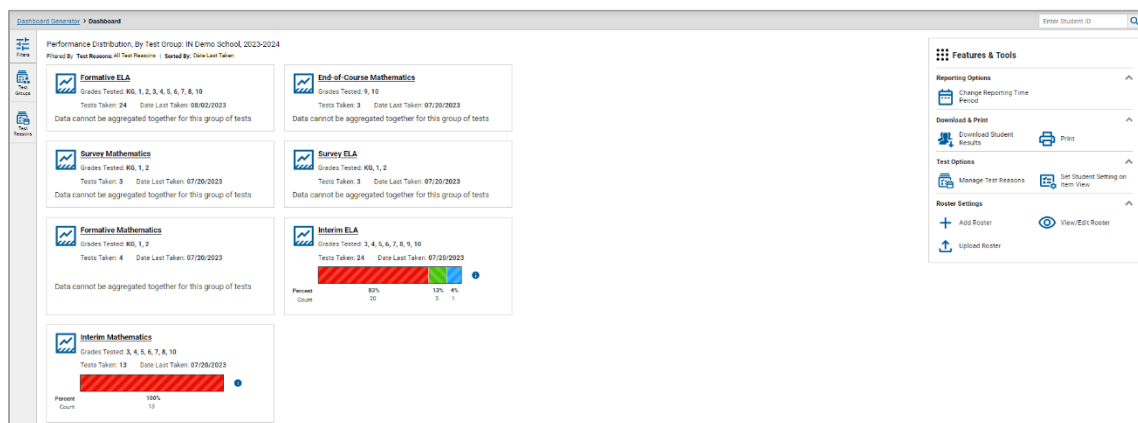 Dashboard Generator > Dashboard
Enter Student ID
Filters
Test Groups
Test Reasons
Performance Distribution, By Test Group: IN Demo School, 2023-2024
Filtered By Test Reasons: All Test Reasons | Sorted By: Date Last Taken
Formative ELA
Grades Tested: KG, 1, 2, 3, 4, 5, 6, 7, 8, 10
Tests Taken: 24 Date Last Taken: 08/02/2023
Data cannot be aggregated together for this group of tests
End-of-Course Mathematics
Grades Tested: 9, 10
Tests Taken: 3 Date Last Taken: 07/20/2023
Data cannot be aggregated together for this group of tests
Survey Mathematics
Grades Tested: KG, 1, 2
Tests Taken: 3 Date Last Taken: 07/20/2023
Data cannot be aggregated together for this group of tests
Survey ELA
Grades Tested: KG, 1, 2
Tests Taken: 3 Date Last Taken: 07/20/2023
Data cannot be aggregated together for this group of tests
Formative Mathematics
Grades Tested: KG, 1, 2
Tests Taken: 4 Date Last Taken: 07/20/2023
Data cannot be aggregated together for this group of tests
Interim ELA
Grades Tested: 3, 4, 5, 6, 7, 8, 9, 10
Tests Taken: 24 Date Last Taken: 07/20/2023
Percent 83% 13% 4%
Count 20 3 1
Interim Mathematics
Grades Tested: 3, 4, 5, 6, 7, 8, 10
Tests Taken: 13 Date Last Taken: 07/20/2023
Percent 100%
Count 13
Features & Tools
Reporting Options
Change Reporting Time
Period
Download & Print
Download Student
Results
Print
Test Options
Manage Test Reasons
Set Student Setting on
Item View
Roster Settings
Add Roster
View/Edit Roster
Upload Roster